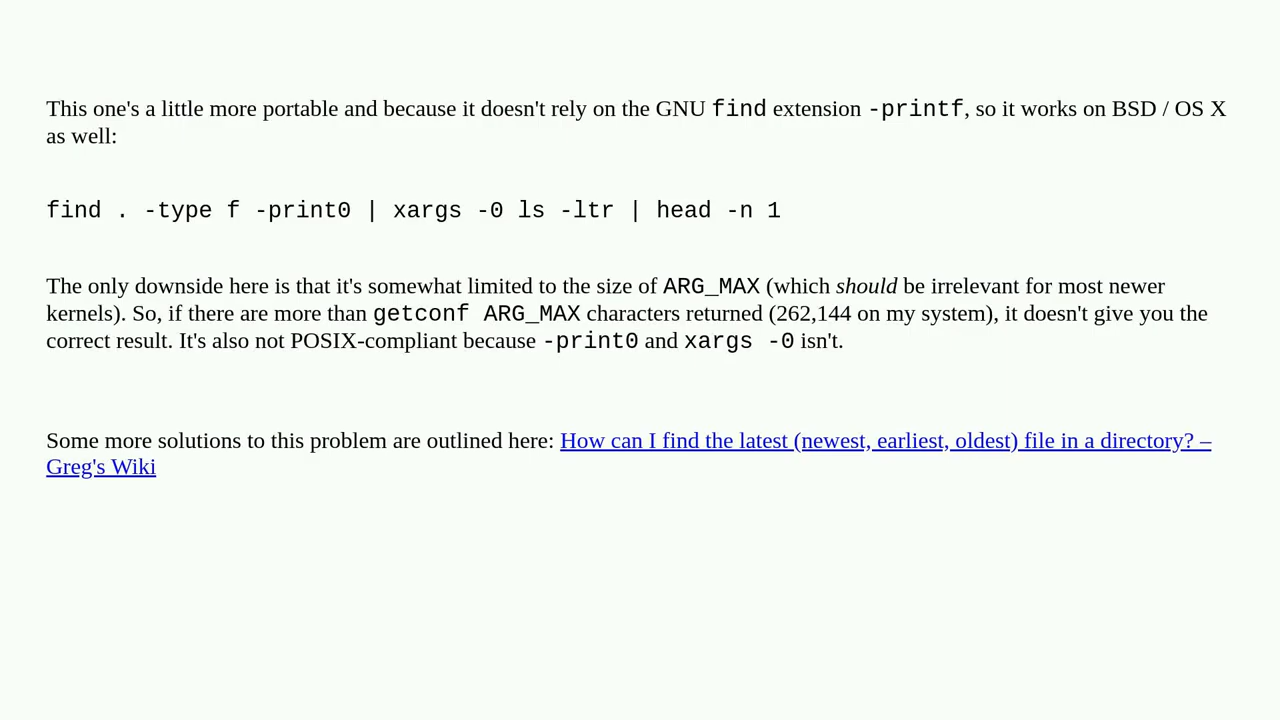 This one's a little more portable and because it doesn't rely on the GNU find extension -printf, so it works on BSD / OS X
as well:
find . -type f -print0 | xargs -0 ls -ltr | head -n 1
The only downside here is that it's somewhat limited to the size of ARG_MAX (which should be irrelevant for most newer
kernels). So, if there are more than getconf ARG_MAX characters returned (262,144 on my system), it doesn't give you the
correct result. It's also not POSIX-compliant because -print0 and xargs -0 isn't.
Some more solutions to this problem are outlined here: How can I find the latest (newest, earliest, oldest) file in a directory? –
Greg's Wiki